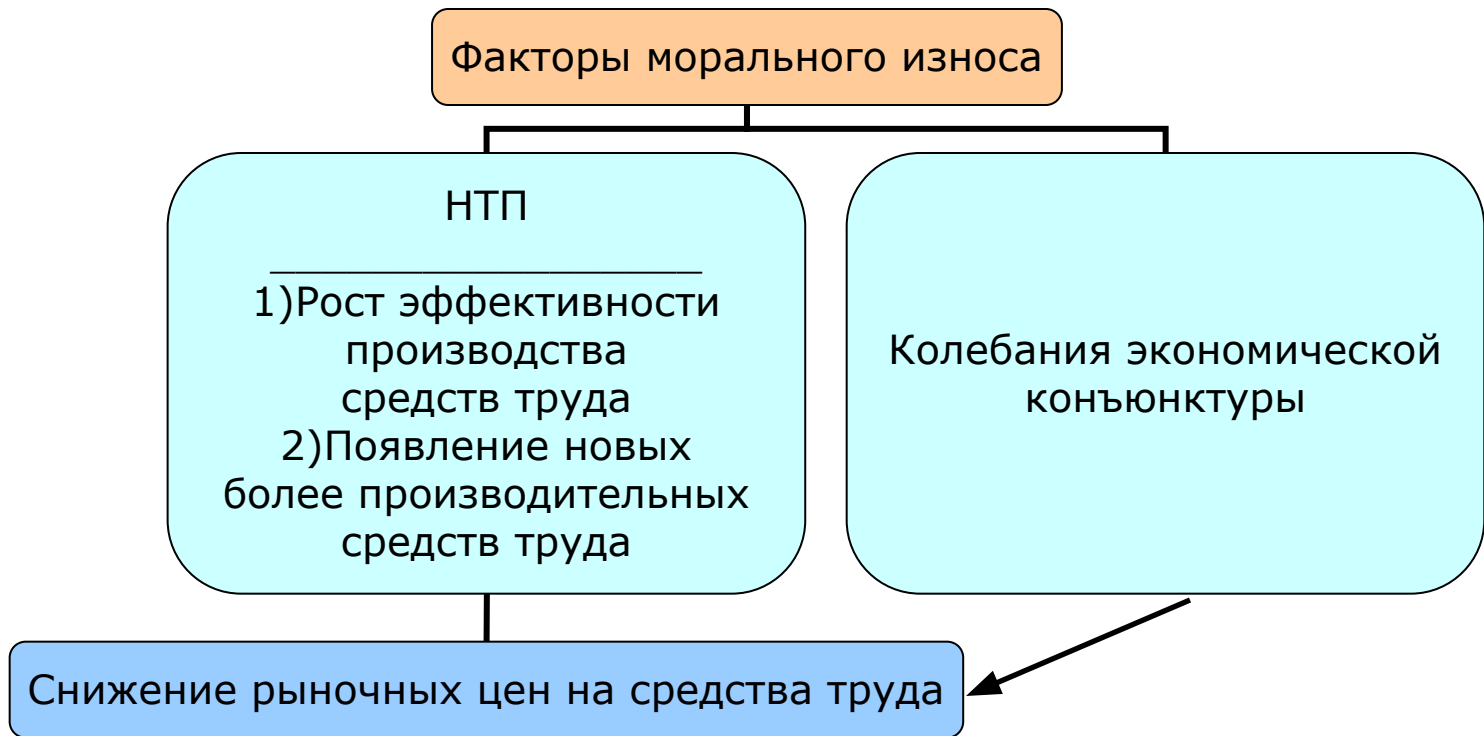 Факторы морального износа
НТП
_________________
1)Рост эффективности
производства
средств труда
2)Появление новых
более производительных
средств труда
Колебания экономической
конъюнктуры
Снижение рыночных цен на средства труда